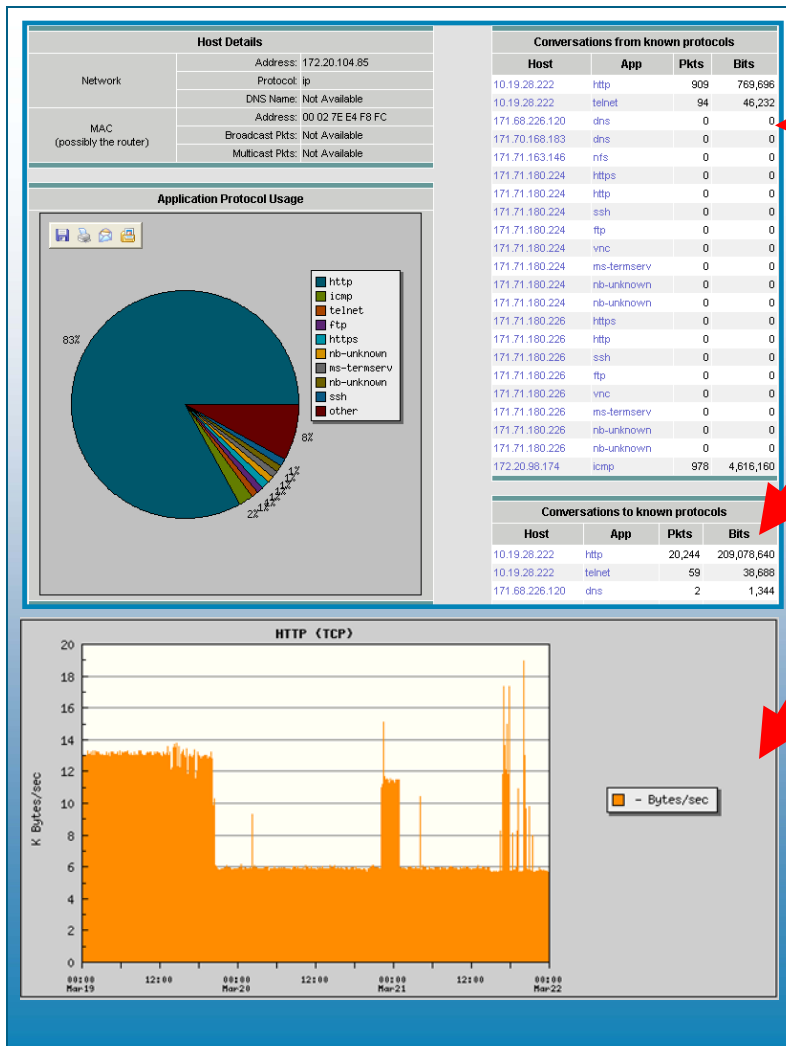 Host Details
Network
Address: 172.20.104.85
Protocol: ip
DNS Name: Not Available
MAC
(possibly the router)
Address: 00 02 7E E4 F8 FC
Broadcast Pkts: Not Available
Multicast Pkts: Not Available
Application Protocol Usage
83%
8%
2%
1%
http
icmp
telnet
ftp
https
nb-unknown
ms-termserv
nb-unknown
ssh
other
Conversations from known protocols
Host App Pkts Bits
10.19.28.222 http 909 769,696
10.19.28.222 telnet 94 46,232
171.68.226.120 dns 0 0
171.70.168.183 dns 0 0
171.71.163.146 nfs 0 0
171.71.180.224 https 0 0
171.71.180.224 http 0 0
171.71.180.224 ssh 0 0
171.71.180.224 ftp 0 0
171.71.180.224 vnc 0 0
171.71.180.224 ms-termserv 0 0
171.71.180.224 nb-unknown 0 0
171.71.180.224 nb-unknown 0 0
171.71.180.226 https 0 0
171.71.180.226 http 0 0
171.71.180.226 ssh 0 0
171.71.180.226 ftp 0 0
171.71.180.226 vnc 0 0
171.71.180.226 ms-termserv 0 0
171.71.180.226 nb-unknown 0 0
171.71.180.226 nb-unknown 0 0
172.20.98.174 icmp 978 4,616,160
Conversations to known protocols
Host App Pkts Bits
10.19.28.222 http 20,244 209,078,640
10.19.28.222 telnet 59 38,688
171.68.226.120 dns 2 1,344
HTTP (TCP)
K Bytes/sec
20
18
16
14
12
10
8
6
4
2
0
00:00 12:00 00:00 12:00 00:00 12:00 00:00
Mar19 Mar20 Mar21 Mar22
- Bytes/sec